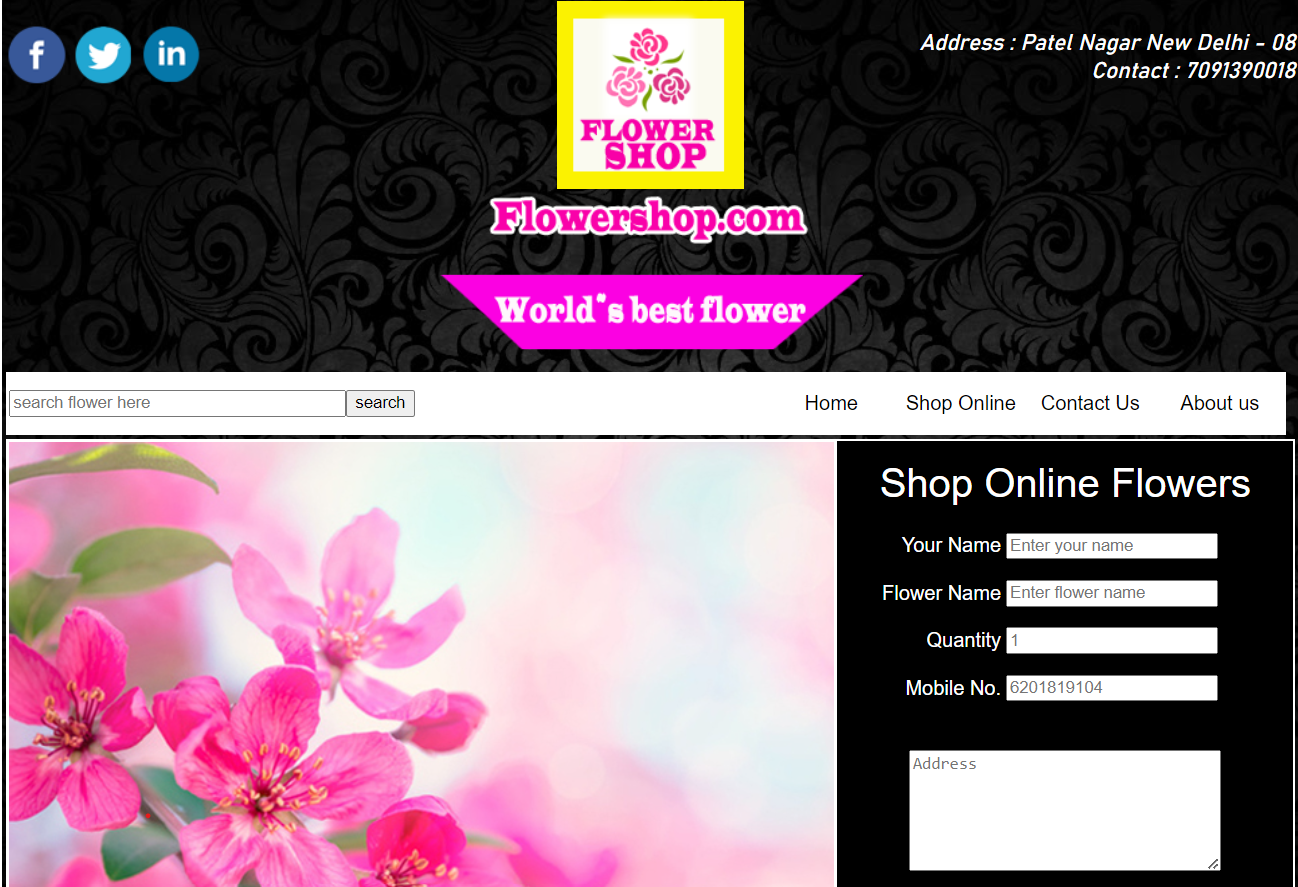 f
in
Address : Patel Nagar New Delhi - 08
Contact : 7091390018
FLOWER
SHOP
Flowershop.com
World"s best flower
search flower here search Home Shop Online Contact Us About us
Shop Online Flowers
Your Name Enter your name
Flower Name Enter flower name
Quantity 1
Mobile No. 6201819104
Address